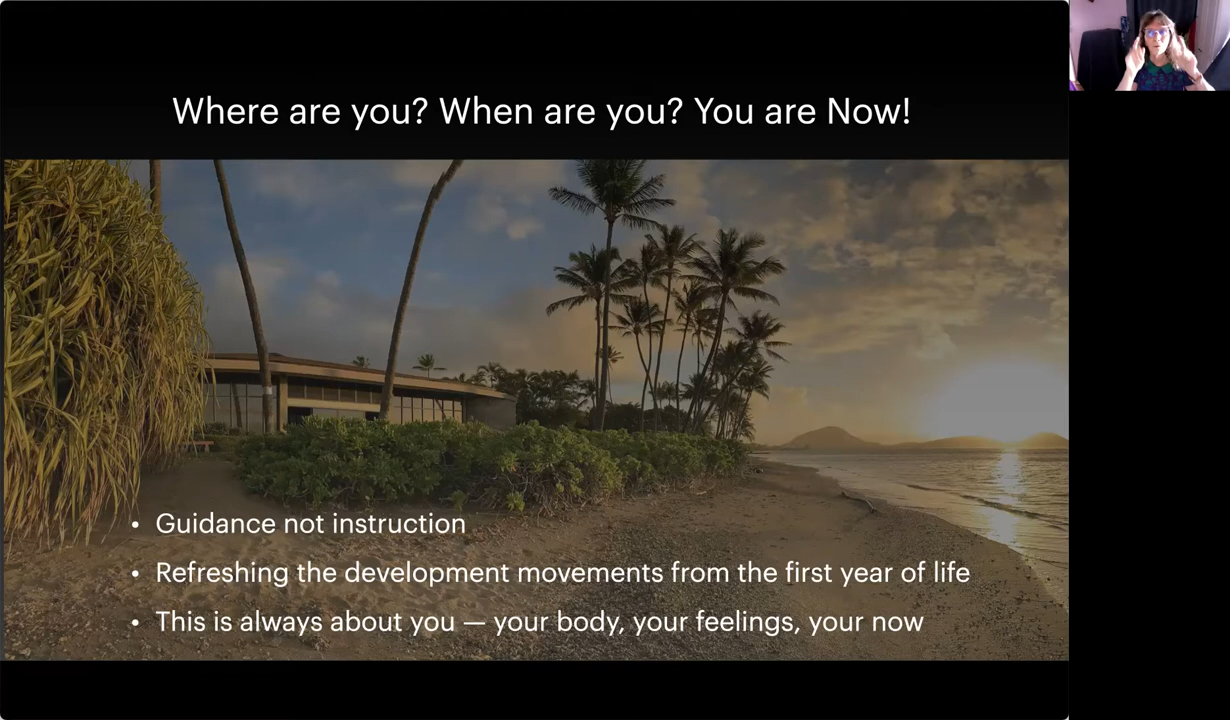 Where are you? When are you? You are Now!
• Guidance not instruction
• Refreshing the development movements from the first year of life
• This is always about you — your body, your feelings, your now